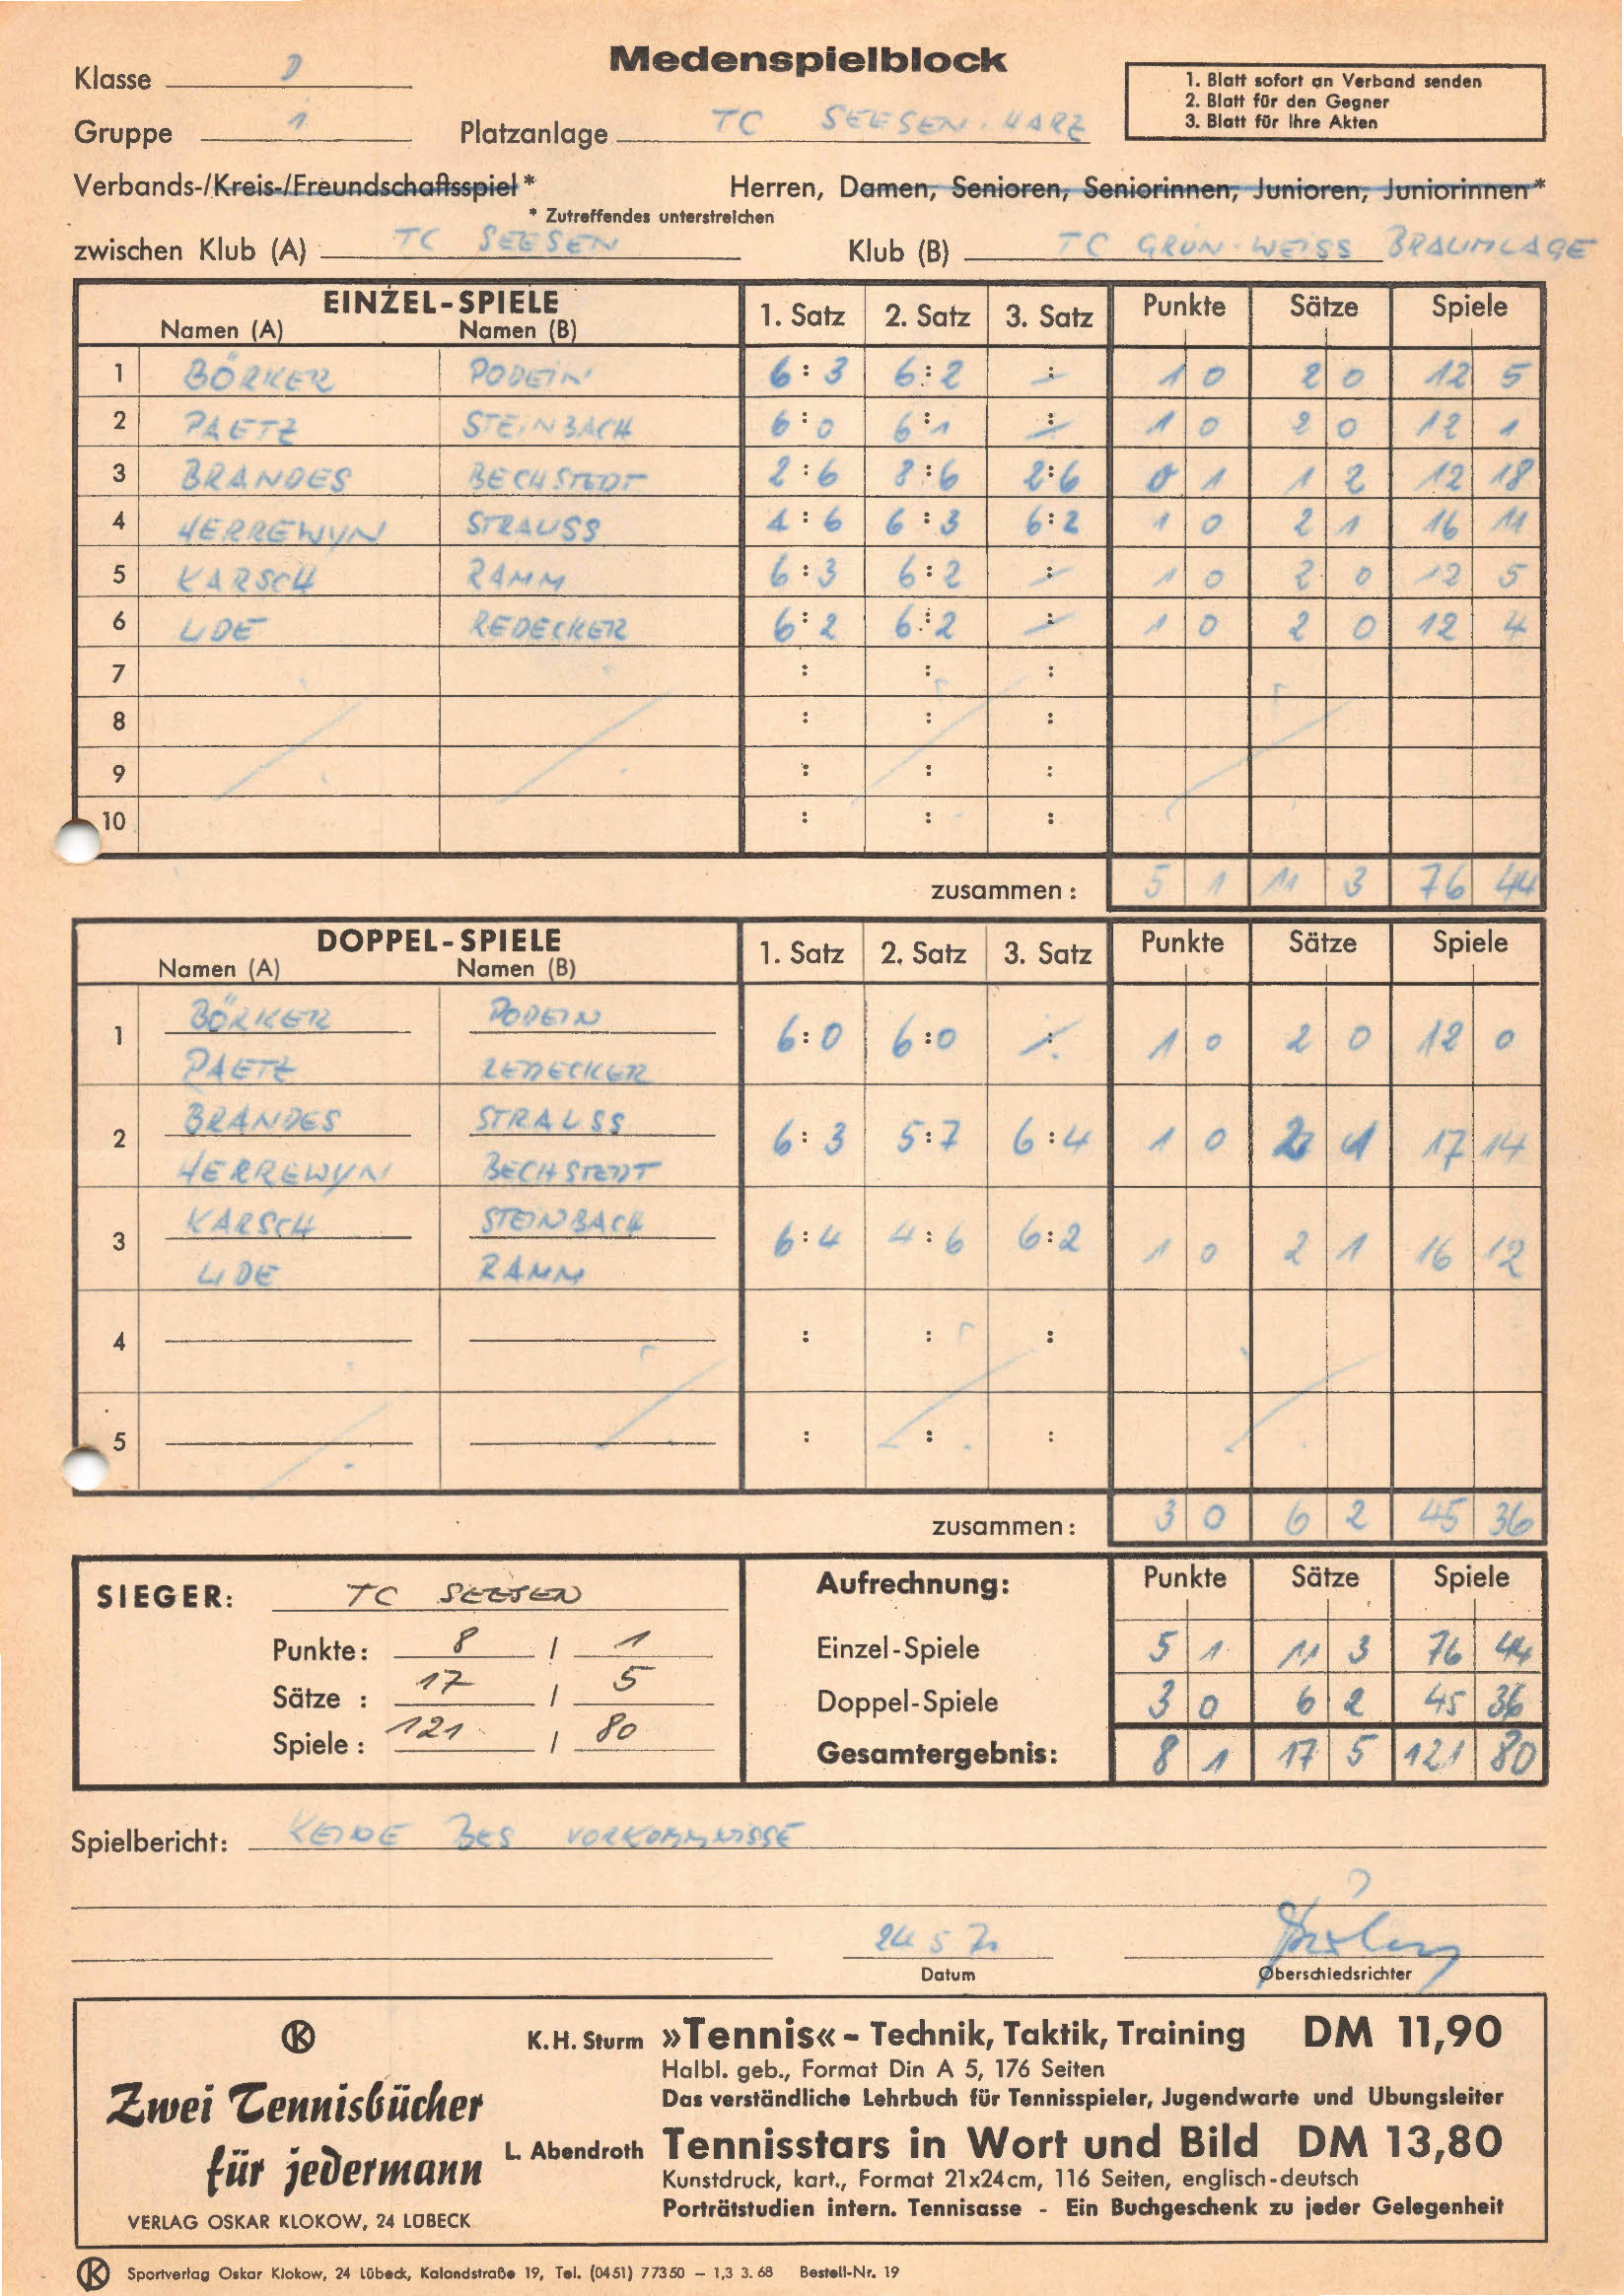 Medenspielblock
Klasse D
1. Blatt sofort an Verband senden
2. Blatt für den Gegner
3. Blatt für Ihre Akten
Gruppe 1 Platzanlage TC SEESEN. HARZ
Verbands-/Kreis-/Freundschaftsspiel* Herren, Damen, Senioren, Seniorinnen, Junioren, Juniorinnen*
* Zutreffendes unterstreichen
zwischen Klub (A) TC SEESEN Klub (B) TC GRÜN-WEISS BRAUNLAGE
EINZEL-SPIELE 1. Satz 2. Satz 3. Satz Punkte Sätze Spiele
Namen (A) Namen (B)
1 BÖRKER PODEIN 6:3 6:2 : 1 0 2 0 12 5
2 PAETZ STEINBACH 6:0 6:1 : 1 0 2 0 12 1
3 BRANDES BECHSTEDT 2:6 8:6 2:6 0 1 1 2 12 18
4 HERREWYN STRAUSS 4:6 6:3 6:2 1 0 2 1 16 11
5 KARSCH RAMM 6:3 6:2 : 1 0 2 0 12 5
6 UDE REDECKER 6:2 6:2 : 1 0 2 0 12 4
7 : : :
8 : : :
9 : : :
10 : : :
zusammen: 5 1 11 3 76 44
DOPPEL-SPIELE 1. Satz 2. Satz 3. Satz Punkte Sätze Spiele
Namen (A) Namen (B)
BÖRKER PODEIN
1 6:0 6:0 : 1 0 2 0 12 0
PAETZ REDECKER
BRANDES STRAUSS
2 6:3 5:7 6:4 1 0 2 1 17 14
HERREWYN BECHSTEDT
KARSCH STEINBACH
3 6:4 4:6 6:2 1 0 2 1 16 12
UDE RAMM
4 : : :
5 : : :
zusammen: 3 0 6 2 45 36
SIEGER: TC SEESEN Aufrechnung: Punkte Sätze Spiele
Punkte: 8 / 1 Einzel-Spiele 5 1 11 3 76 44
Sätze : 17 / 5 Doppel-Spiele 3 0 6 2 45 36
Spiele: 121 / 80 Gesamtergebnis: 8 1 17 5 121 80
Spielbericht: KEINE BES VORKOMMNISSE
24 5 7
Datum Oberschiedsrichter
K
Zwei Tennisbücher
für jedermann
VERLAG OSKAR KLOKOW, 24 LÜBECK
K. H. Sturm »Tennis« – Technik, Taktik, Training DM 11,90
Halbl. geb., Format Din A 5, 176 Seiten
Das verständliche Lehrbuch für Tennisspieler, Jugendwarte und Übungsleiter
L. Abendroth Tennisstars in Wort und Bild DM 13,80
Kunstdruck, kart., Format 21x24cm, 116 Seiten, englisch-deutsch
Porträtstudien intern. Tennisasse - Ein Buchgeschenk zu jeder Gelegenheit
K Sportverlag Oskar Klokow, 24 Lübeck, Kalandstraße 19, Tel. (0451) 77350 – 1,3 3. 68 Bestell-Nr. 19